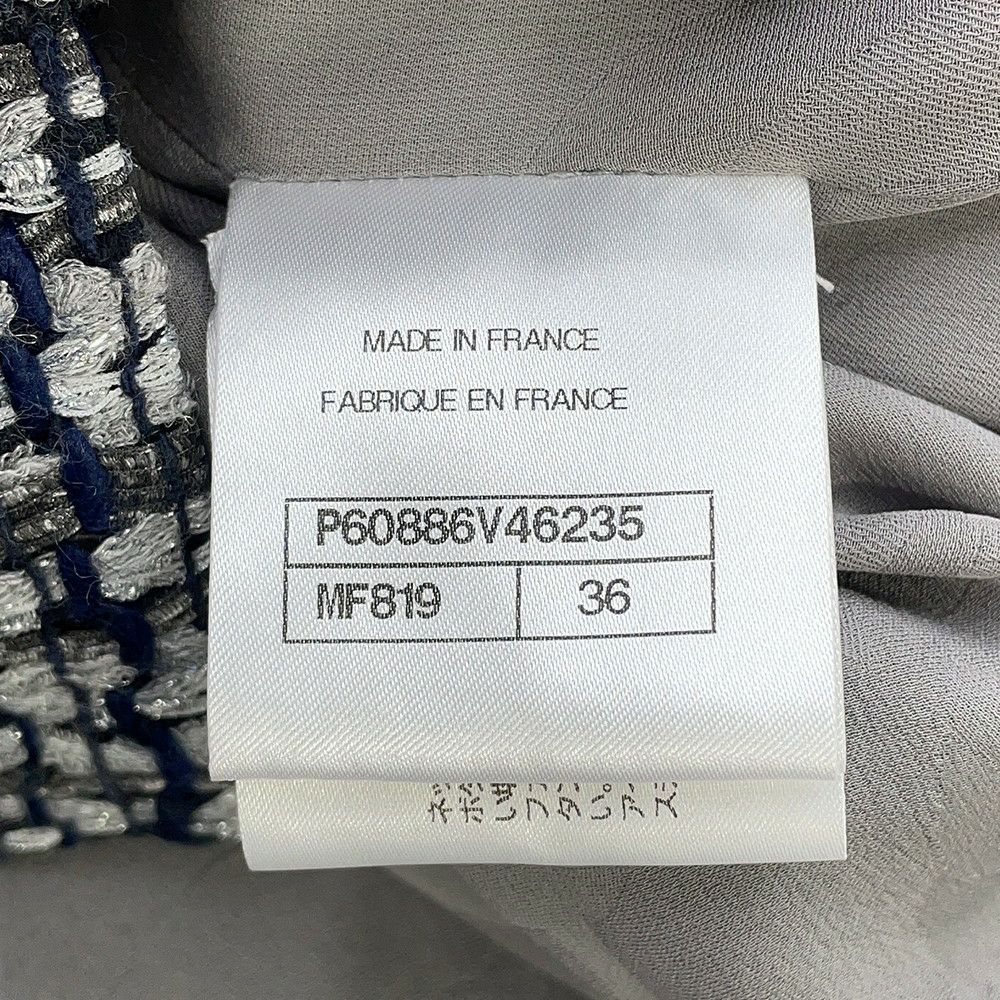 MADE IN FRANCE
FABRIQUE EN FRANCE
P60886V46235
MF819 36